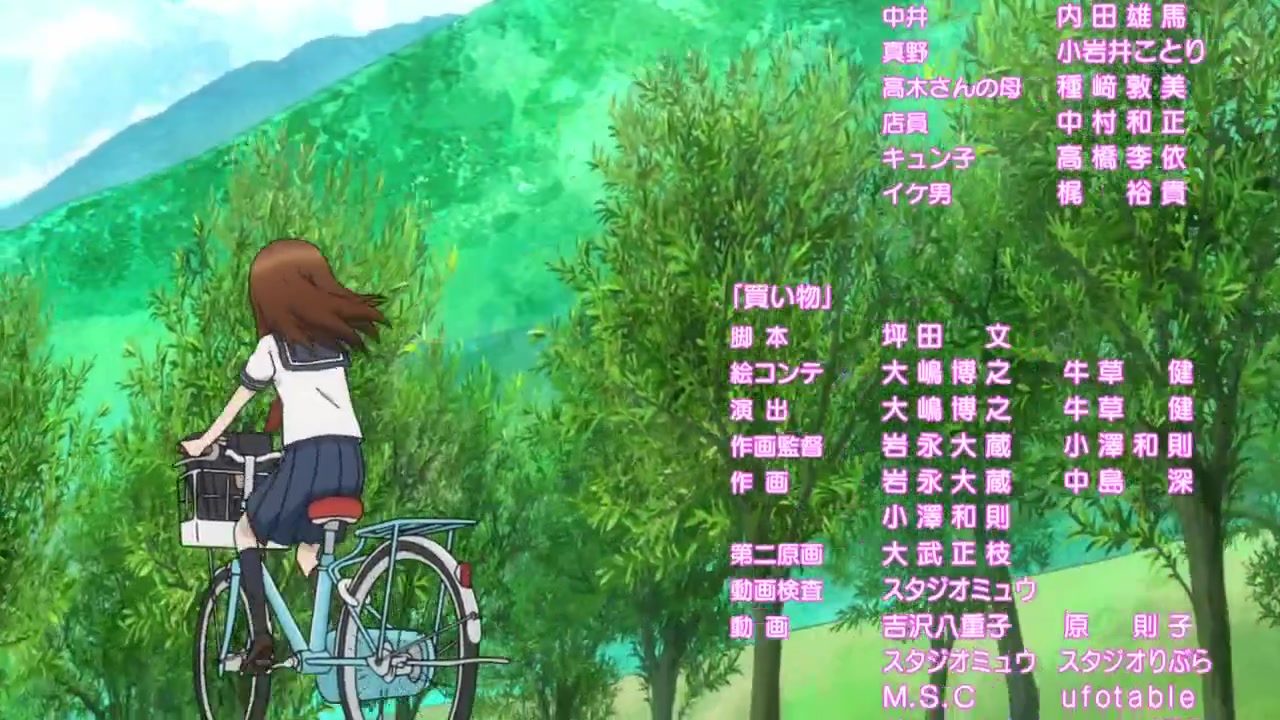 中井 内田雄馬
真野 小岩井ことり
高木さんの母 種﨑敦美
店員 中村和正
キュン子 高橋李依
イケ男 梶 裕貴
「買い物」
脚本 坪田 文
絵コンテ 大嶋博之 牛草 健
演出 大嶋博之 牛草 健
作画監督 岩永大蔵 小澤和則
作画 岩永大蔵 中島 深
小澤和則
第二原画 大武正枝
動画検査 スタジオミュウ
動画 吉沢八重子 原 則子
スタジオミュウ スタジオりぶら
M.S.C ufotable